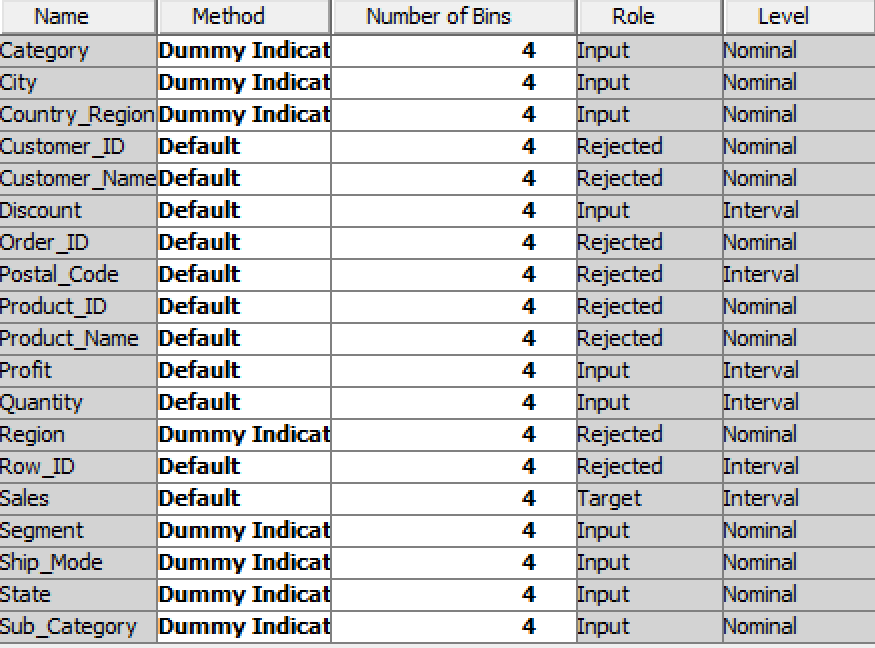 Name Method Number of Bins Role Level
Category Dummy Indicat 4 Input Nominal
City Dummy Indicat 4 Input Nominal
Country_Region Dummy Indicat 4 Input Nominal
Customer_ID Default 4 Rejected Nominal
Customer_Name Default 4 Rejected Nominal
Discount Default 4 Input Interval
Order_ID Default 4 Rejected Nominal
Postal_Code Default 4 Rejected Interval
Product_ID Default 4 Rejected Nominal
Product_Name Default 4 Rejected Nominal
Profit Default 4 Input Interval
Quantity Default 4 Input Interval
Region Dummy Indicat 4 Rejected Nominal
Row_ID Default 4 Rejected Interval
Sales Default 4 Target Interval
Segment Dummy Indicat 4 Input Nominal
Ship_Mode Dummy Indicat 4 Input Nominal
State Dummy Indicat 4 Input Nominal
Sub_Category Dummy Indicat 4 Input Nominal